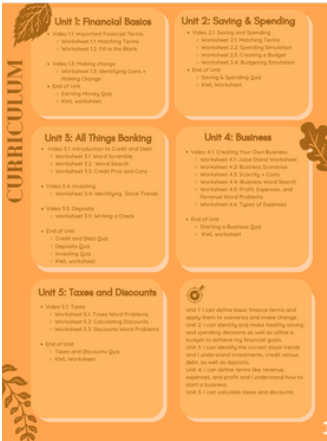 CURRICULUM
Unit 1: Financial Basics
Video 1.1: Important Financial Terms
Worksheet 1.1: Matching Terms
Worksheet 1.2: Fill in the Blank
Video 1.3: Making change
Worksheet 1.3: Identifying Coins +
Making Change
End of Unit
Earning Money Quiz
KWL worksheet
Unit 2: Saving & Spending
Video 2.1: Saving and Spending
Worksheet 2.1: Matching Terms
Worksheet 2.2: Spending Simulation
Worksheet 2.3: Creating a Budget
Worksheet 2.4: Budgeting Simulation
End of Unit
Saving & Spending Quiz
KWL Worksheet
Unit 3: All Things Banking
Video 3.1: Introduction to Credit and Debt
Worksheet 3.1: Word Scramble
Worksheet 3.2: Word Search
Worksheet 3.3: Credit Pros and Cons
Video 3.4: Investing
Worksheet 3.4: Identifying Stock Trends
Video 3.5: Deposits
Worksheet 3.5: Writing a Check
End of Unit
Credit and Debt Quiz
Deposits Quiz
Investing Quiz
KWL worksheet
Unit 4: Business
Video 4.1: Creating Your Own Business
Worksheet 4.1: Juice Stand Worksheet
Worksheet 4.2: Business Scenarios
Worksheet 4.3: Scarcity + Costs
Worksheet 4.4: Business Word Search
Worksheet 4.5: Profit, Expenses, and
Revenue Word Problems
Worksheet 4.6: Types of Expenses
End of Unit
Starting a Business Quiz
KWL worksheet
Unit 5: Taxes and Discounts
Video 5.1: Taxes
Worksheet 5.1: Taxes Word Problems
Worksheet 5.2: Calculating Discounts
Worksheet 5.3: Discounts Word Problems
End of Unit
Taxes and Discounts Quiz
KWL Worksheet
Unit 1: I can define basic finance terms and
apply them to scenarios and make change.
Unit 2: I can identify and make healthy saving
and spending decisions as well as utilize a
budget to achieve my financial goals.
Unit 3: I can identify the correct stock trends
and I understand investments, credit versus
debit, as well as deposits.
Unit 4: I can define terms like revenue,
expenses, and profit and I understand how to
start a business.
Unit 5: I can calculate taxes and discounts